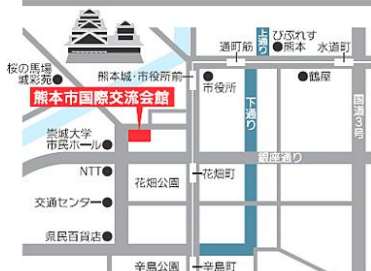 上通り
びぷれす
熊本
通町筋
水道町
桜の馬場
城彩苑
熊本城・市役所前
市役所
鶴屋
熊本市国際交流会館
下通り
国道3号
崇城大学
市民ホール
銀座通り
NTT
花畑公園
花畑町
交通センター
県民百貨店
辛島公園
辛島町